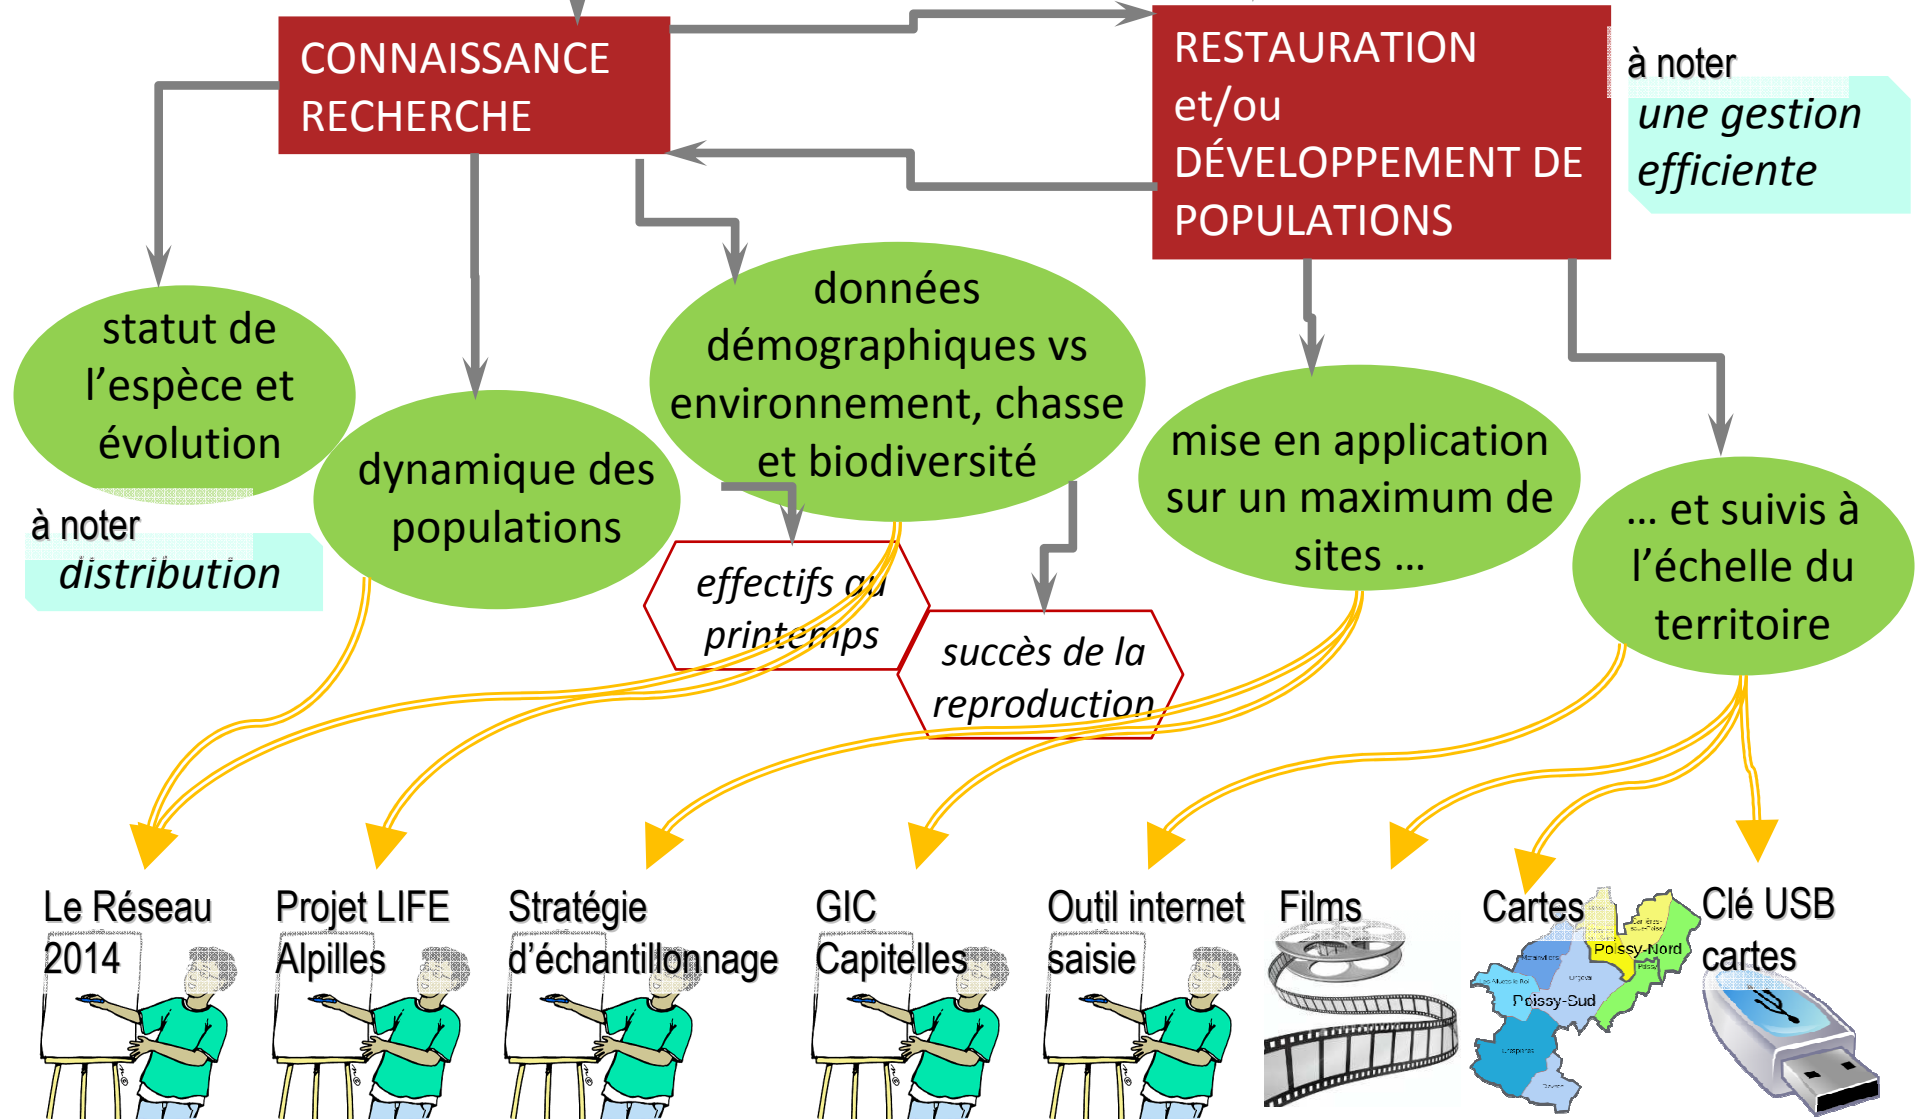 CONNAISSANCE
RECHERCHE
RESTAURATION
et/ou
DÉVELOPPEMENT DE
POPULATIONS
à noter
une gestion
efficiente
statut de
l’espèce et
évolution
à noter
distribution
dynamique des
populations
données
démographiques vs
environnement, chasse
et biodiversité
effectifs au
printemps
succès de la
reproduction
mise en application
sur un maximum de
sites …
… et suivis à
l’échelle du
territoire
Le Réseau
2014
Projet LIFE
Alpilles
Stratégie
d’échantillonnage
GIC
Capitelles
Outil internet
saisie
Films
Cartes
Poissy-Nord
Poissy
Orgeval
Poissy-Sud
Clé USB
cartes